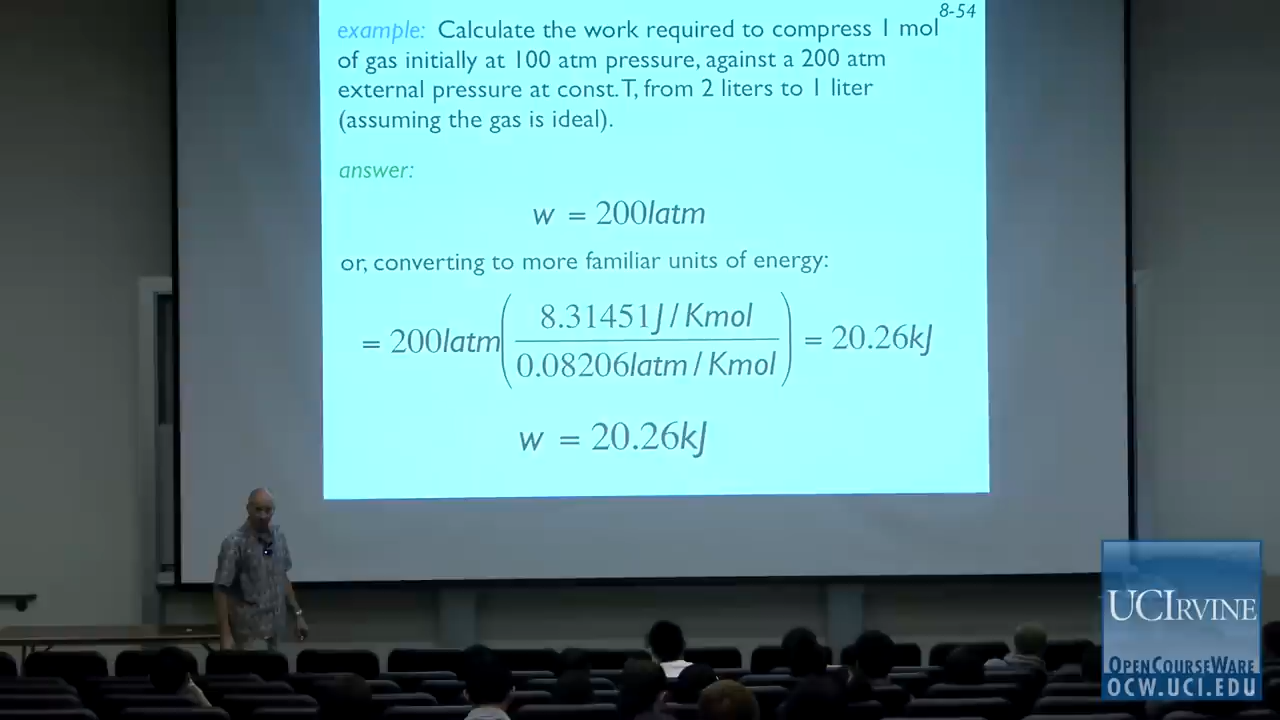 8-54
example: Calculate the work required to compress 1 mol
of gas initially at 100 atm pressure, against a 200 atm
external pressure at const. T, from 2 liters to 1 liter
(assuming the gas is ideal).
answer:
w = 200latm
or, converting to more familiar units of energy:
= 200latm(8.31451J / Kmol / 0.08206latm / Kmol) = 20.26kJ
w = 20.26kJ
UCIRVINE
OPENCOURSEWARE
OCW.UCI.EDU